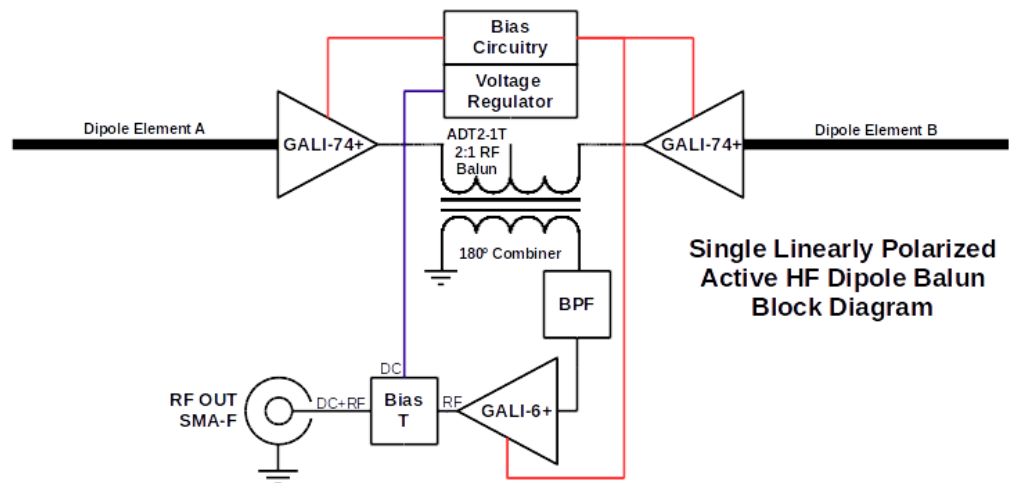 Bias
Circuitry
Voltage
Regulator
Dipole Element A
GALI-74+
ADT2-1T
2:1 RF
Balun
GALI-74+
Dipole Element B
180º Combiner
Single Linearly Polarized
Active HF Dipole Balun
Block Diagram
BPF
DC
RF OUT
SMA-F
DC+RF
Bias
T
RF
GALI-6+